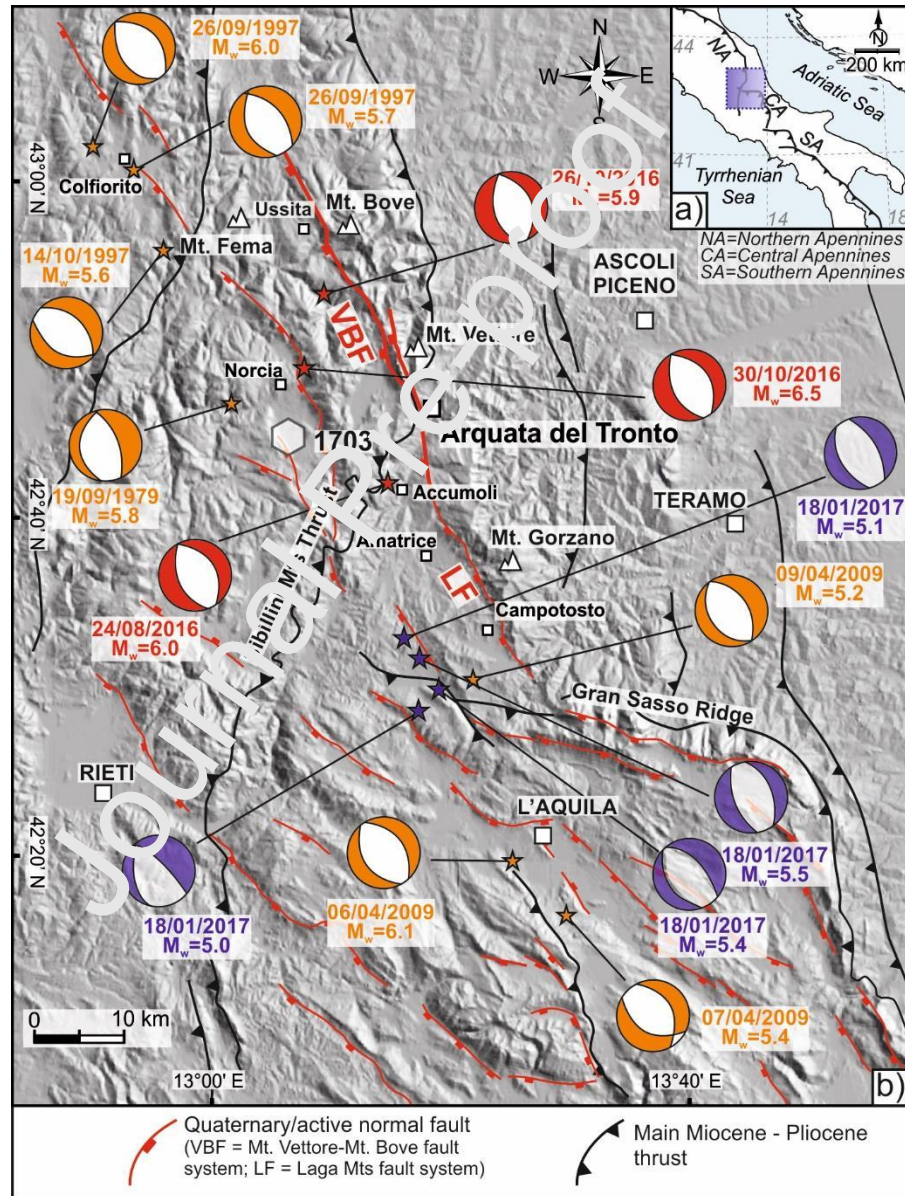 26/09/1997
Mw=6.0
26/09/1997
Mw=5.7
N
W E
S
a)
44
NA
N
200 km
Adriatic Sea
CA
SA
41
Tyrrhenian
Sea
14
18
NA=Northern Apennines
CA=Central Apennines
SA=Southern Apennines
43°00' N
Colfiorito
Ussita
Mt. Bove
Mt. Fema
14/10/1997
Mw=5.6
Mw=5.9
ASCOLI
PICENO
VBF
Mt. Vettore
Norcia
30/10/2016
Mw=6.5
1703
Arquata del Tronto
19/09/1979
Mw=5.8
18/01/2017
Mw=5.1
42°40' N
Accumoli
TERAMO
Mts Thrust
Mt. Gorzano
LF
Campotosto
09/04/2009
Mw=5.2
24/08/2016
Mw=6.0
Gran Sasso Ridge
RIETI
L'AQUILA
42°20' N
18/01/2017
Mw=5.5
18/01/2017
Mw=5.4
18/01/2017
Mw=5.0
06/04/2009
Mw=6.1
07/04/2009
Mw=5.4
0 10 km
13°00' E
13°40' E
b)
Journal Pre-proof
Quaternary/active normal fault
(VBF = Mt. Vettore-Mt. Bove fault
system; LF = Laga Mts fault system)
Main Miocene - Pliocene
thrust